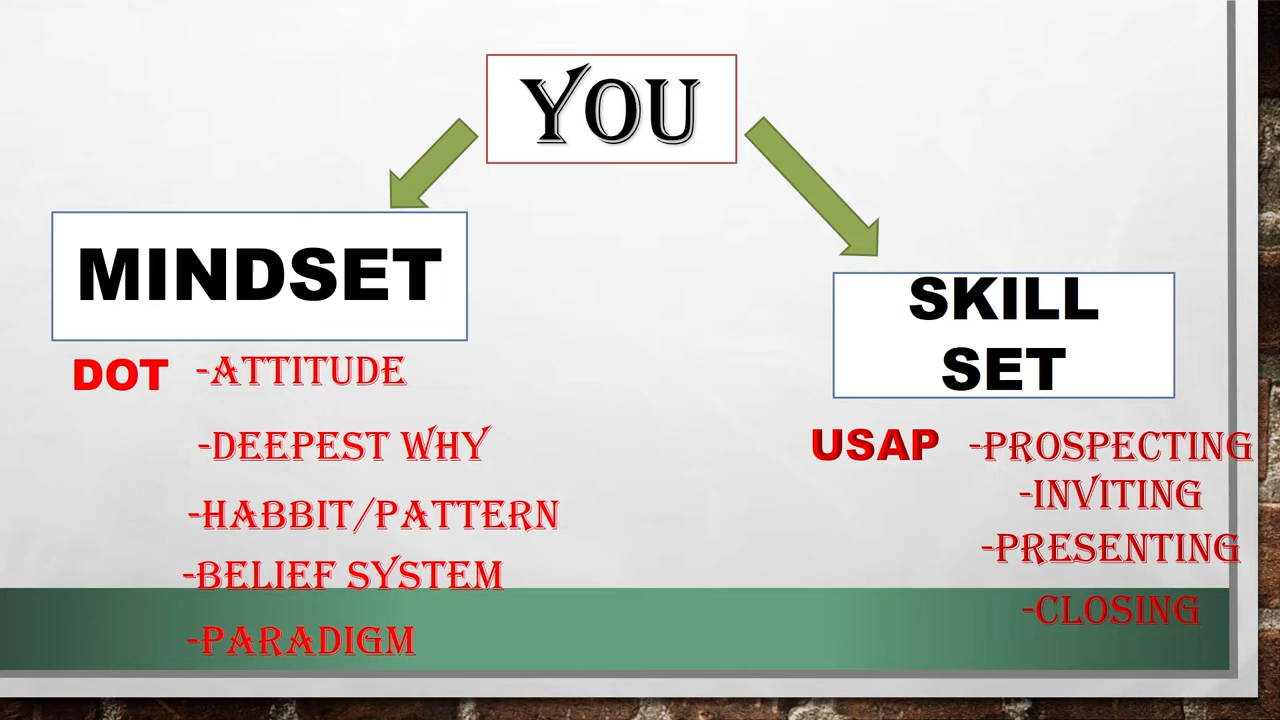 YOU
MINDSET
DOT -ATTITUDE
-DEEPEST WHY
-HABBIT/PATTERN
-BELIEF SYSTEM
-PARADIGM
SKILL
SET
USAP -PROSPECTING
-INVITING
-PRESENTING
-CLOSING